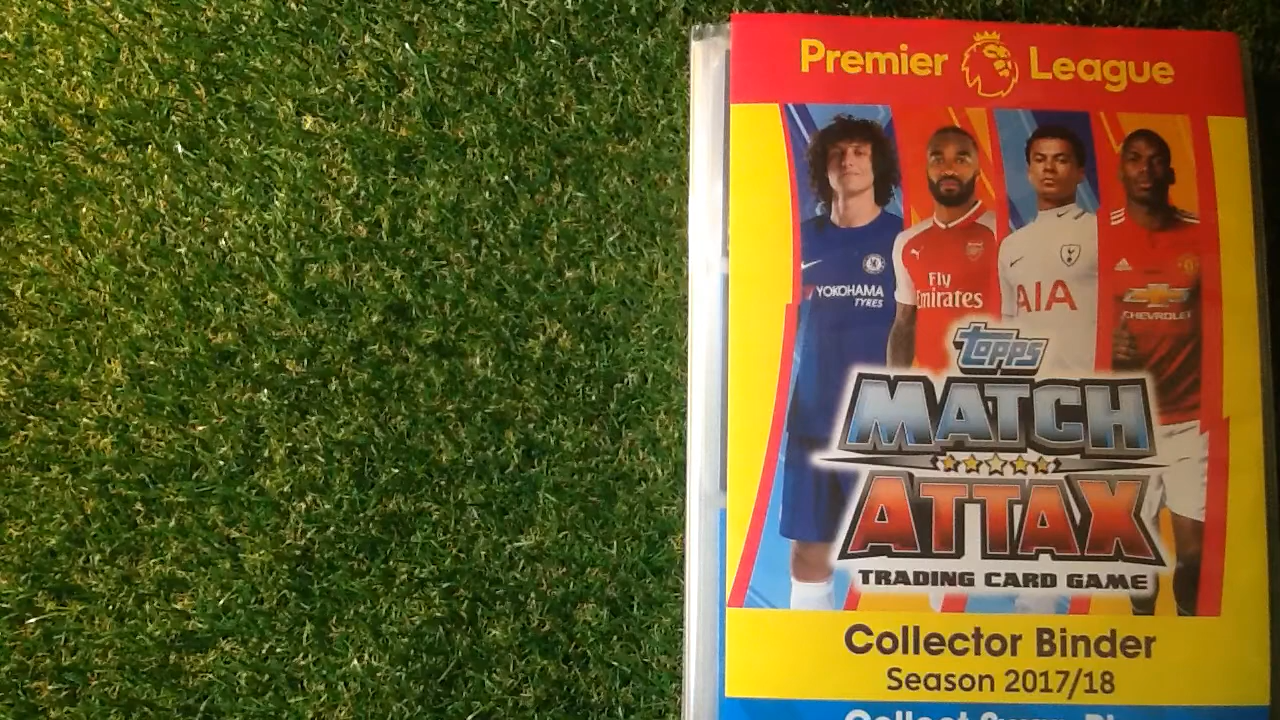 Premier League
YOKOHAMA
TYRES
Fly
Emirates
AIA
CHEVROLET
topps
MATCH
ATTAX
TRADING CARD GAME
Collector Binder
Season 2017/18